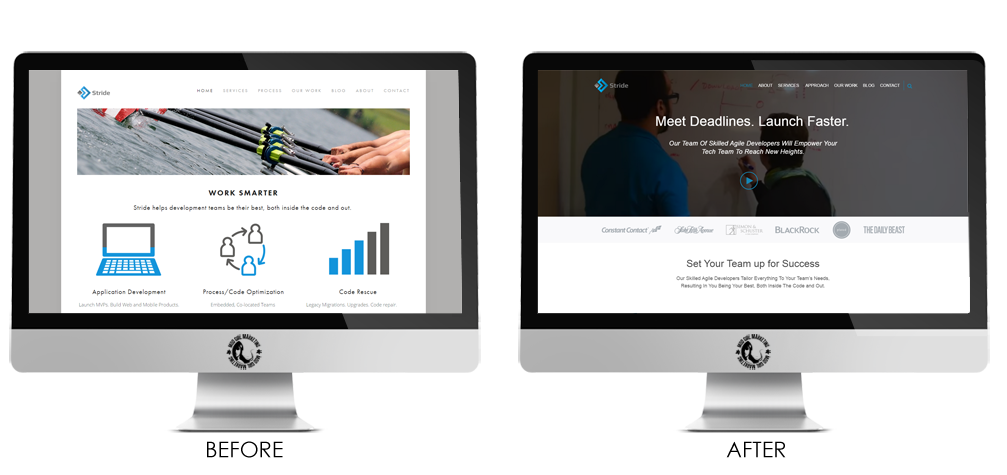 Stride
HOME SERVICES PROCESS OUR WORK BLOG ABOUT CONTACT
WORK SMARTER
Stride helps development teams be their best, both inside the code and out.
Application Development
Launch MVPs. Build Web and Mobile Products.
Process/Code Optimization
Embedded, Co-located Teams
Code Rescue
Legacy Migrations, Upgrades, Code repair.
BEFORE
Stride
HOME ABOUT SERVICES APPROACH OUR WORK BLOG CONTACT
Meet Deadlines. Launch Faster.
Our Team Of Skilled Agile Developers Will Empower Your
Tech Team To Reach New Heights.
Constant Contact
SIMON &
SCHUSTER
BLACKROCK
THE DAILY BEAST
Set Your Team up for Success
Our Skilled Agile Developers Tailor Everything To Your Team's Needs,
Resulting In You Being Your Best, Both Inside The Code and Out.
AFTER